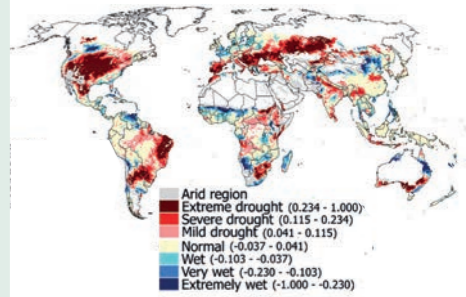 Arid region
Extreme drought (0.234 - 1.000)
Severe drought (0.115 - 0.234)
Mild drought (0.041 - 0.115)
Normal (-0.037 - 0.041)
Wet (-0.103 - -0.037)
Very wet (-0.230 - -0.103)
Extremely wet (-1.000 - -0.230)